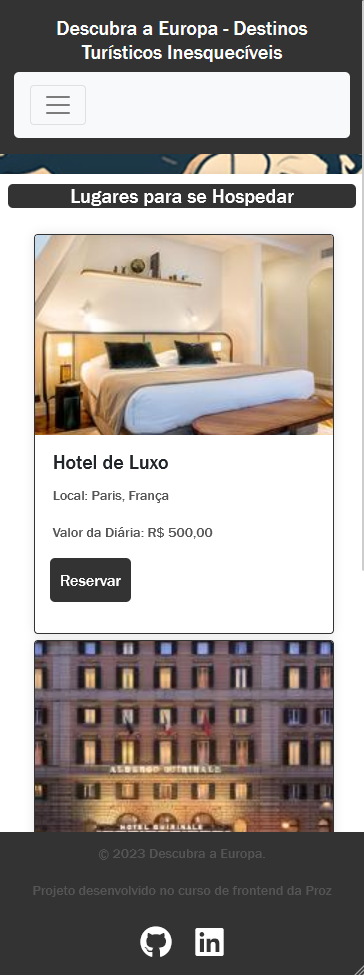 Descubra a Europa - Destinos
Turísticos Inesquecíveis
Lugares para se Hospedar
Hotel de Luxo
Local: Paris, França
Valor da Diária: R$ 500,00
Reservar
ALBERGO QUIRINALE
HOTEL QUIRINALE
© 2023 Descubra a Europa.
Projeto desenvolvido no curso de frontend da Proz
in